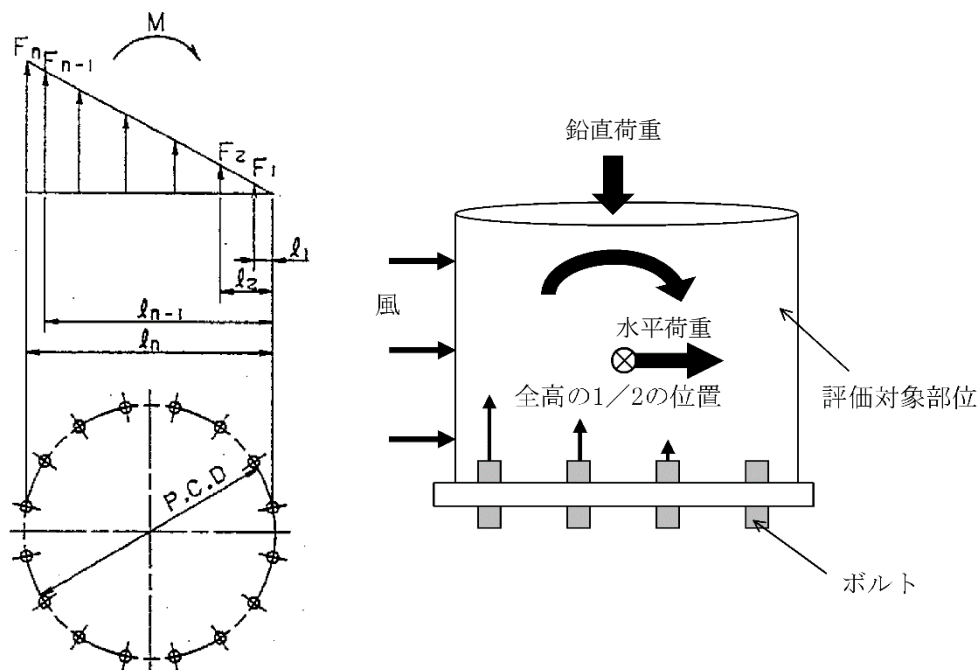 M
Fn
Fn-1
F2
F1
ℓ1
ℓ2
ℓn-1
ℓn
P.C.D
鉛直荷重
風
水平荷重
全高の1/2の位置
評価対象部位
ボルト